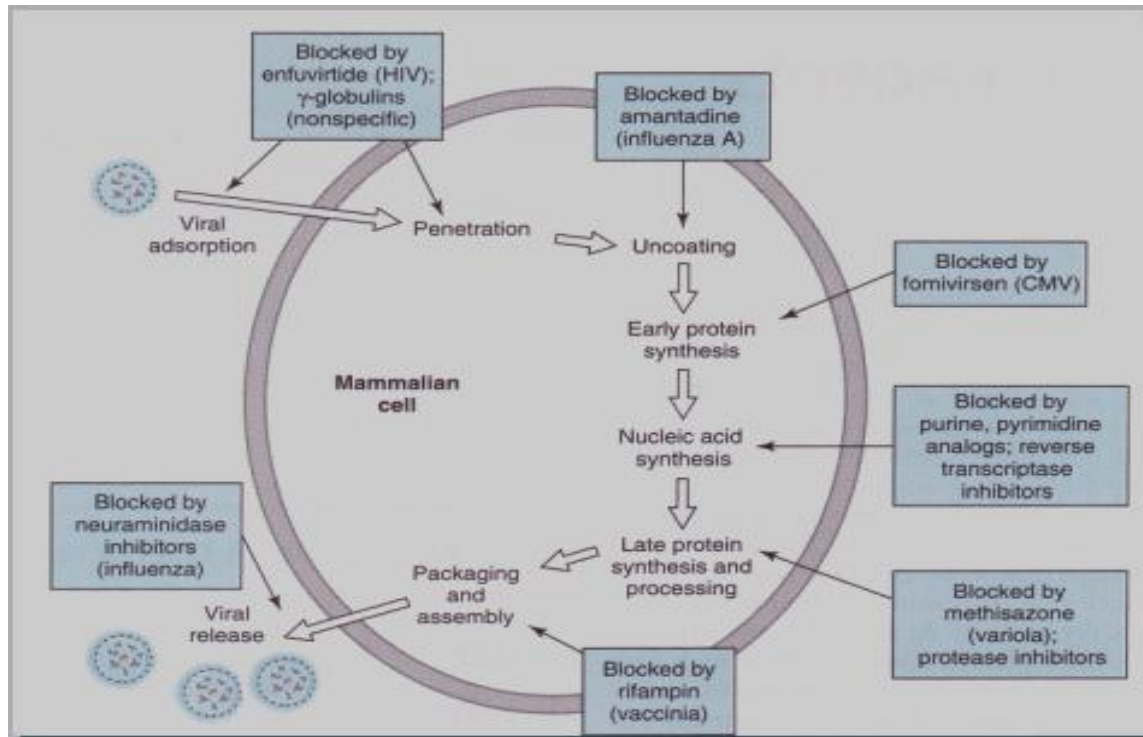 Blocked by
enfuvirtide (HIV);
γ-globulins
(nonspecific)
Blocked by
amantadine
(influenza A)
Viral
adsorption
Penetration
Uncoating
Blocked by
fomivirsen (CMV)
Early protein
synthesis
Mammalian
cell
Blocked by
purine, pyrimidine
analogs; reverse
transcriptase
inhibitors
Nucleic acid
synthesis
Blocked by
neuraminidase
inhibitors
(influenza)
Late protein
synthesis and
processing
Packaging
and
assembly
Blocked by
methisazone
(variola);
protease inhibitors
Viral
release
Blocked by
rifampin
(vaccinia)